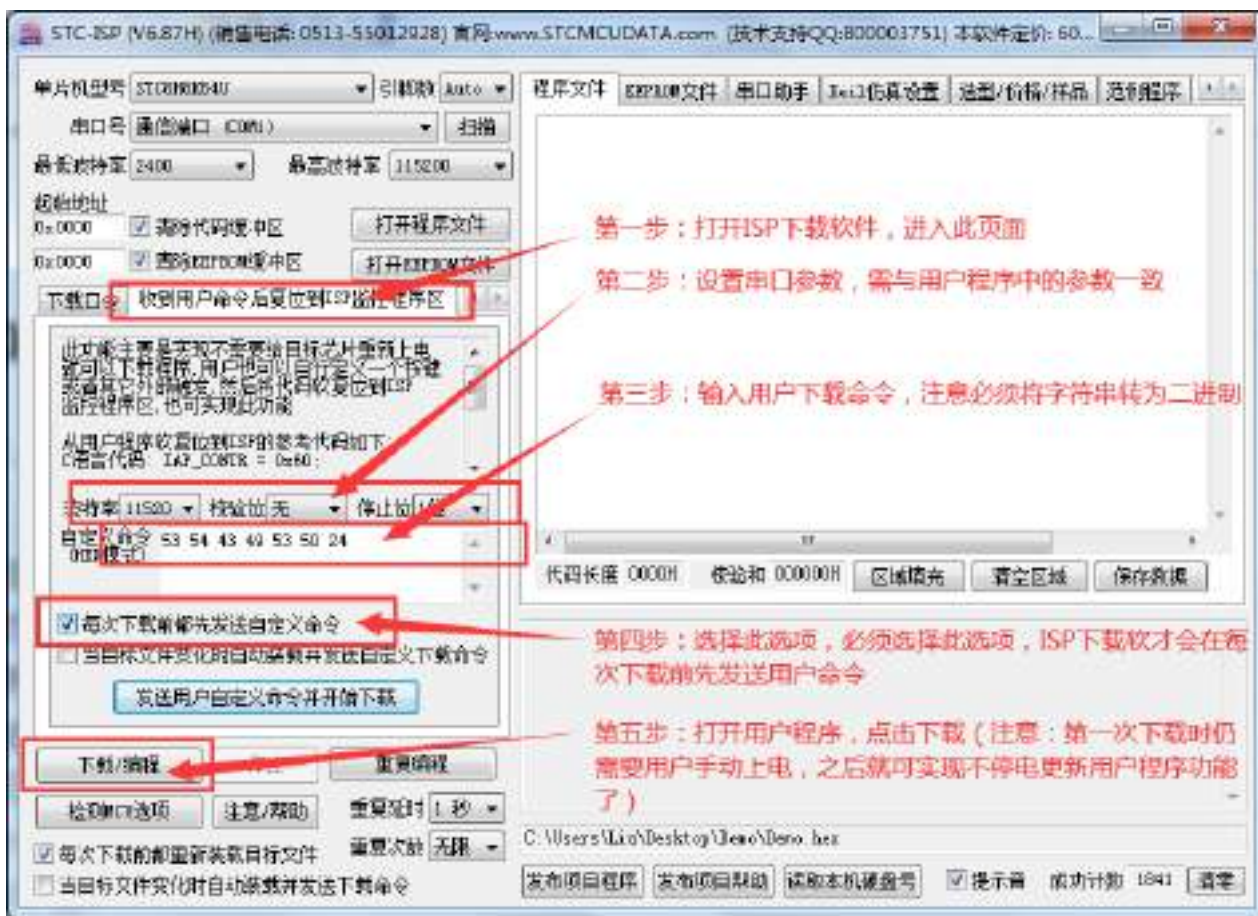 STC-ISP (V6.87H) (销售电话: 0513-55012928) 官网:www.STCMCUDATA.com (技术支持QQ:800003751) 本软件定价: 60...
单片机型号 STC8H8K64U 引脚数 Auto
串口号 通信端口 (COM1) 扫描
最低波特率 2400 最高波特率 115200
起始地址
0x0000 清除代码缓冲区 打开程序文件
0x0000 清除EEPROM缓冲区 打开EEPROM文件
下载口令 收到用户命令后复位到ISP监控程序区
此功能主要是实现不需要给目标芯片重新上电
就可以下载程序.用户也可以自行定义一个按键
或者其它外部触发,然后将代码软复位到ISP
监控程序区,也可实现此功能
从用户程序软复位到ISP的参考代码如下:
C语言代码: IAP_CONTR = 0x60;
波特率 11520 校验位 无 停止位 1位
自定义命令 53 54 43 49 53 50 24
(HEX模式)
每次下载前都先发送自定义命令
当目标文件变化时自动装载并发送自定义下载命令
发送用户自定义命令并开始下载
下载/编程 重复编程
检测MCU选项 注意/帮助 重复延时 1 秒
重复次数 无限
每次下载前都重新装载目标文件
当目标文件变化时自动装载并发送下载命令
程序文件 EEPROM文件 串口助手 Keil仿真设置 选型/价格/样品 范例程序
第一步：打开ISP下载软件，进入此页面
第二步：设置串口参数，需与用户程序中的参数一致
第三步：输入用户下载命令，注意必须将字符串转为二进制
代码长度 0000H 校验和 000000H 区域填充 清空区域 保存数据
第四步：选择此选项，必须选择此选项，ISP下载软才会在每
次下载前先发送用户命令
第五步：打开用户程序，点击下载（注意：第一次下载时仍
需要用户手动上电，之后就可实现不停电更新用户程序功能
了）
C:\Users\Liu\Desktop\Demo\Demo.hex
发布项目程序 发布项目帮助 读取本机硬盘号 提示音 成功计数 1841 清零